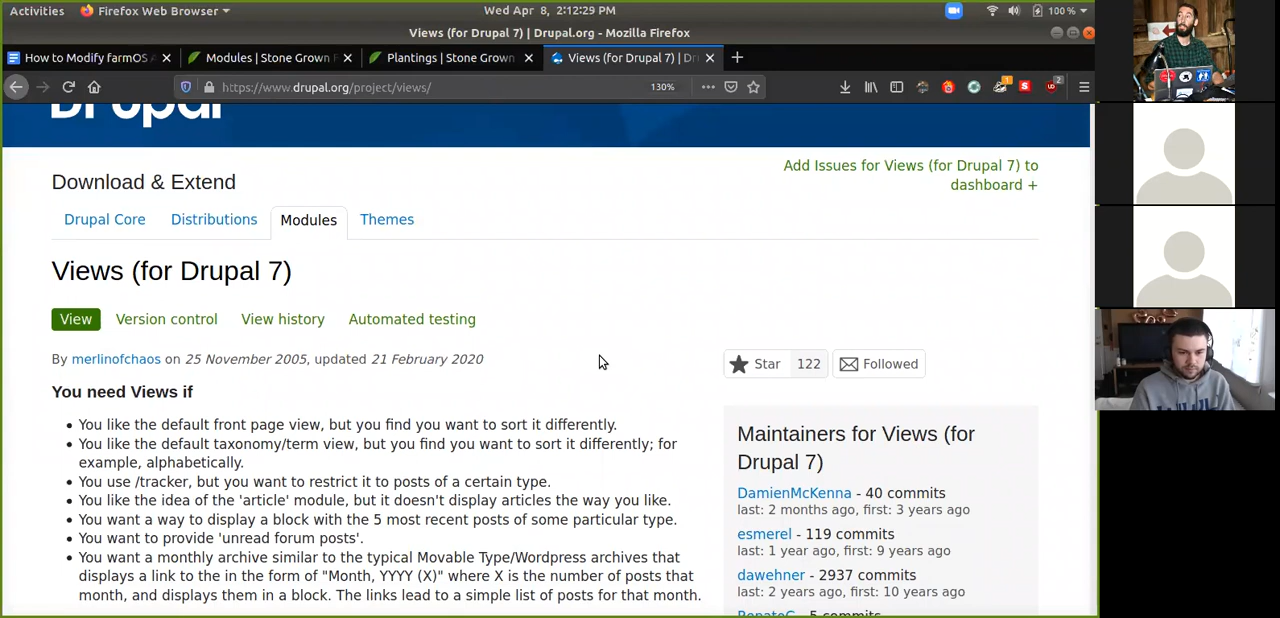 Activities Firefox Web Browser Wed Apr 8, 2:12:29 PM 100 %
Views (for Drupal 7) | Drupal.org - Mozilla Firefox
How to Modify farmOS A Modules | Stone Grown F Plantings | Stone Grown Views (for Drupal 7) | Dr
https://www.drupal.org/project/views/ 130%
Drupal
Add Issues for Views (for Drupal 7) to
dashboard +
Download & Extend
Drupal Core Distributions Modules Themes
Views (for Drupal 7)
View Version control View history Automated testing
By merlinofchaos on 25 November 2005, updated 21 February 2020
Star 122 Followed
You need Views if
You like the default front page view, but you find you want to sort it differently.
You like the default taxonomy/term view, but you find you want to sort it differently; for
example, alphabetically.
You use /tracker, but you want to restrict it to posts of a certain type.
You like the idea of the 'article' module, but it doesn't display articles the way you like.
You want a way to display a block with the 5 most recent posts of some particular type.
You want to provide 'unread forum posts'.
You want a monthly archive similar to the typical Movable Type/Wordpress archives that
displays a link to the in the form of "Month, YYYY (X)" where X is the number of posts that
month, and displays them in a block. The links lead to a simple list of posts for that month.
Maintainers for Views (for
Drupal 7)
DamienMcKenna - 40 commits
last: 2 months ago, first: 3 years ago
esmerel - 119 commits
last: 1 year ago, first: 9 years ago
dawehner - 2937 commits
last: 2 years ago, first: 10 years ago